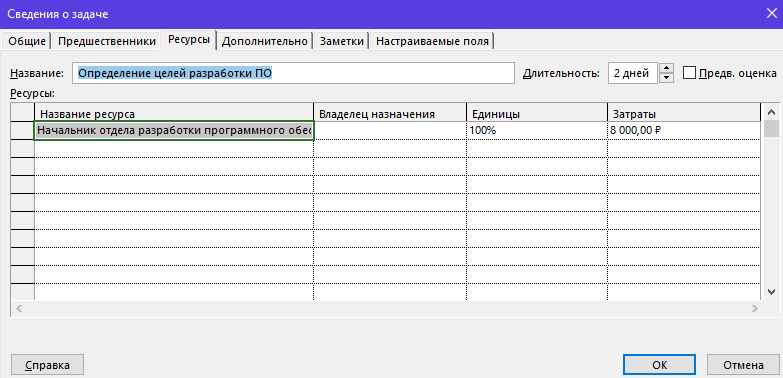 Сведения о задаче
Общие Предшественники Ресурсы Дополнительно Заметки Настраиваемые поля
Название: Определение целей разработки ПО Длительность: 2 дней Предв. оценка
Ресурсы:
Название ресурса Владелец назначения Единицы Затраты
Начальник отдела разработки программного обес 100% 8 000,00 ₽
Справка ОК Отмена